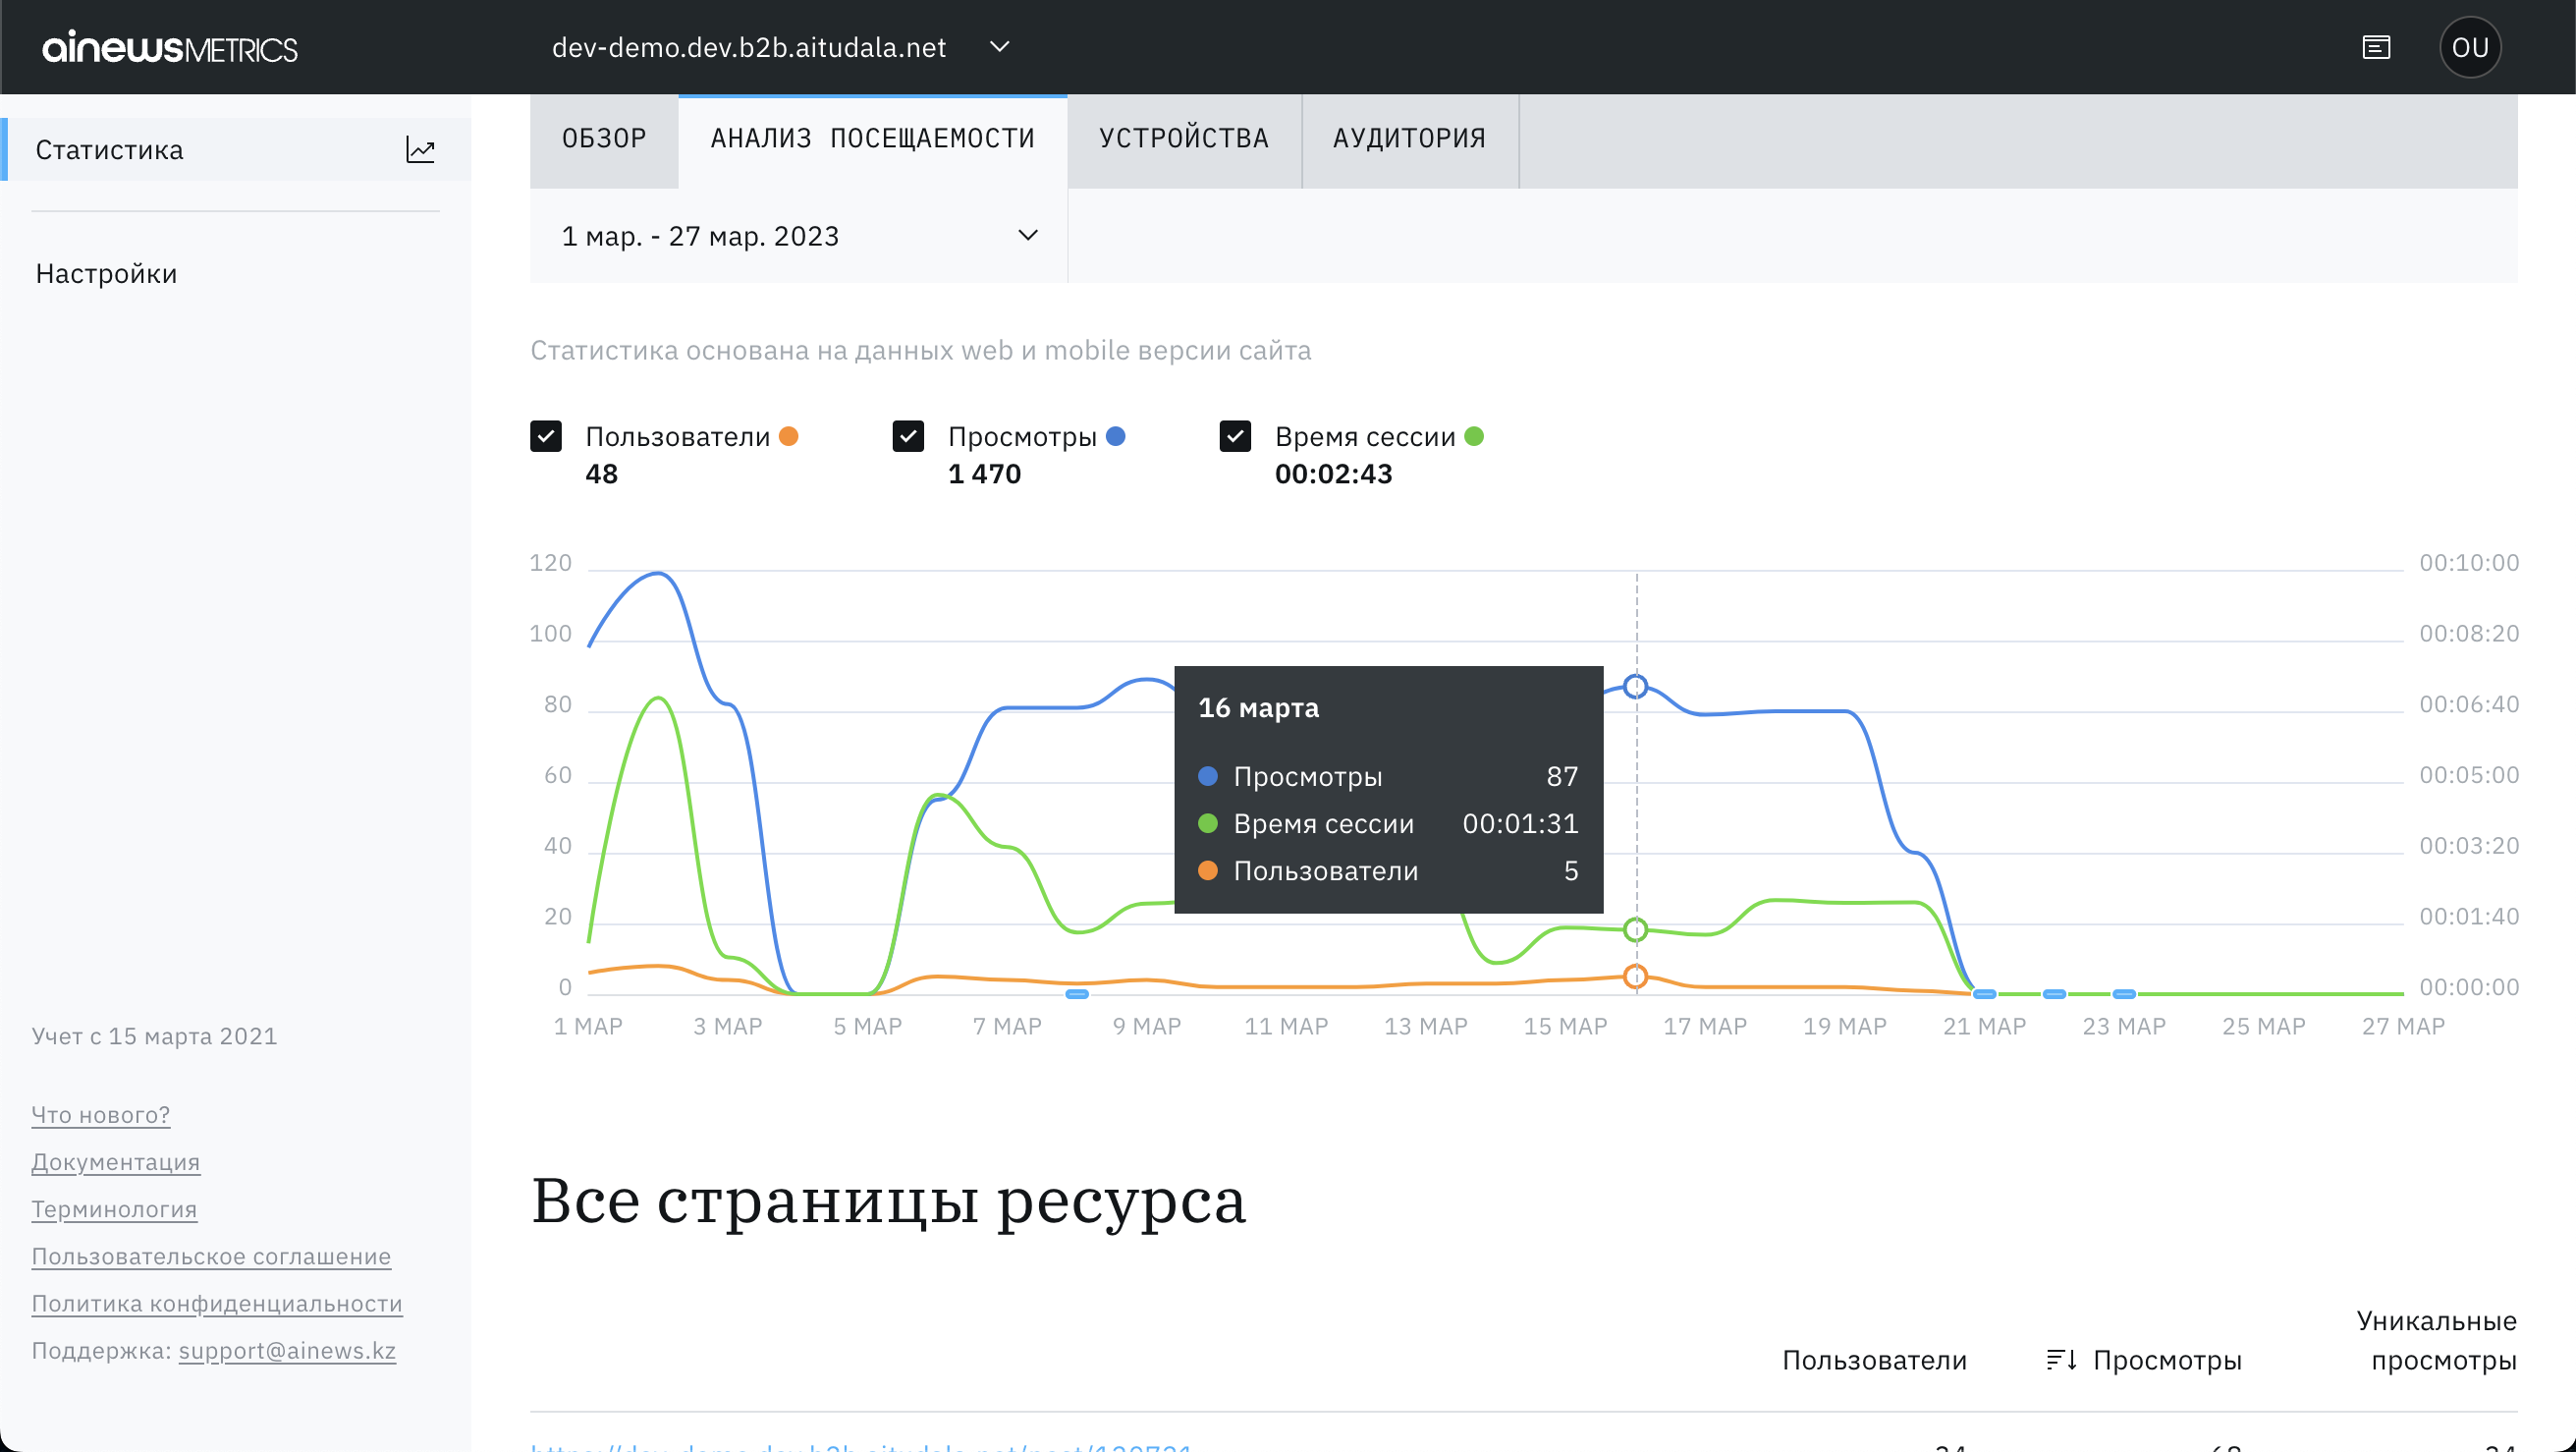 ainewsMETRICS
dev-demo.dev.b2b.aitudala.net
OU
Статистика
Настройки
ОБЗОР
АНАЛИЗ ПОСЕЩАЕМОСТИ
УСТРОЙСТВА
АУДИТОРИЯ
1 мар. - 27 мар. 2023
Статистика основана на данных web и mobile версии сайта
Пользователи
48
Просмотры
1 470
Время сессии
00:02:43
120
100
80
60
40
20
0
00:10:00
00:08:20
00:06:40
00:05:00
00:03:20
00:01:40
00:00:00
16 марта
Просмотры 87
Время сессии 00:01:31
Пользователи 5
1 МАР 3 МАР 5 МАР 7 МАР 9 МАР 11 МАР 13 МАР 15 МАР 17 МАР 19 МАР 21 МАР 23 МАР 25 МАР 27 МАР
Учет с 15 марта 2021
Что нового?
Документация
Терминология
Пользовательское соглашение
Политика конфиденциальности
Поддержка: support@ainews.kz
Все страницы ресурса
Пользователи
Просмотры
Уникальные
просмотры